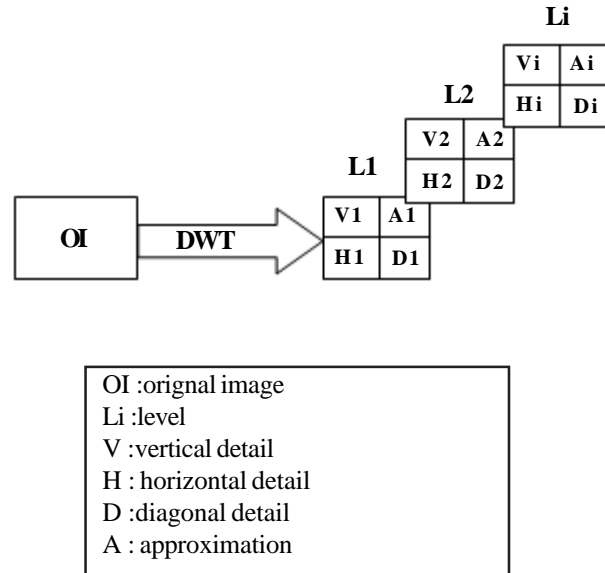 Li
Vi Ai
Hi Di
L2
V2 A2
H2 D2
L1
V1 A1
H1 D1
OI DWT
OI :orignal image
Li :level
V :vertical detail
H : horizontal detail
D :diagonal detail
A : approximation